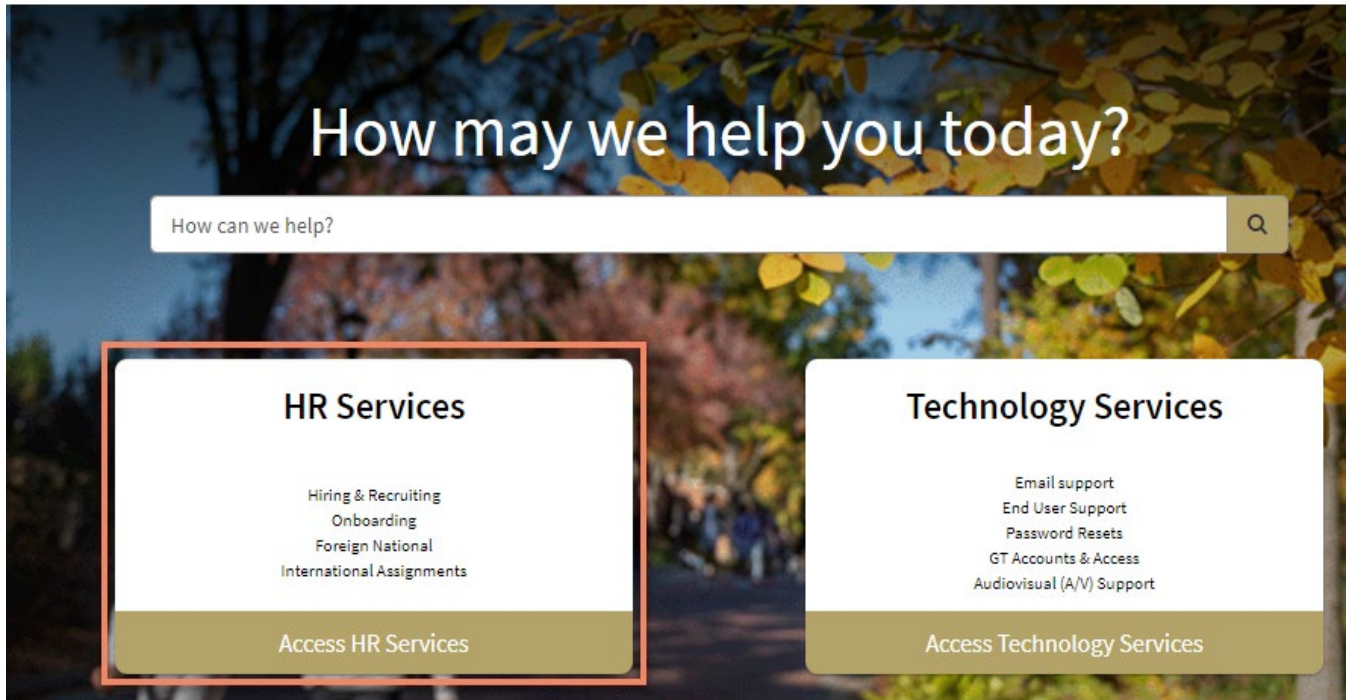 How may we help you today?
How can we help?
HR Services
Hiring & Recruiting
Onboarding
Foreign National
International Assignments
Access HR Services
Technology Services
Email support
End User Support
Password Resets
GT Accounts & Access
Audiovisual (A/V) Support
Access Technology Services